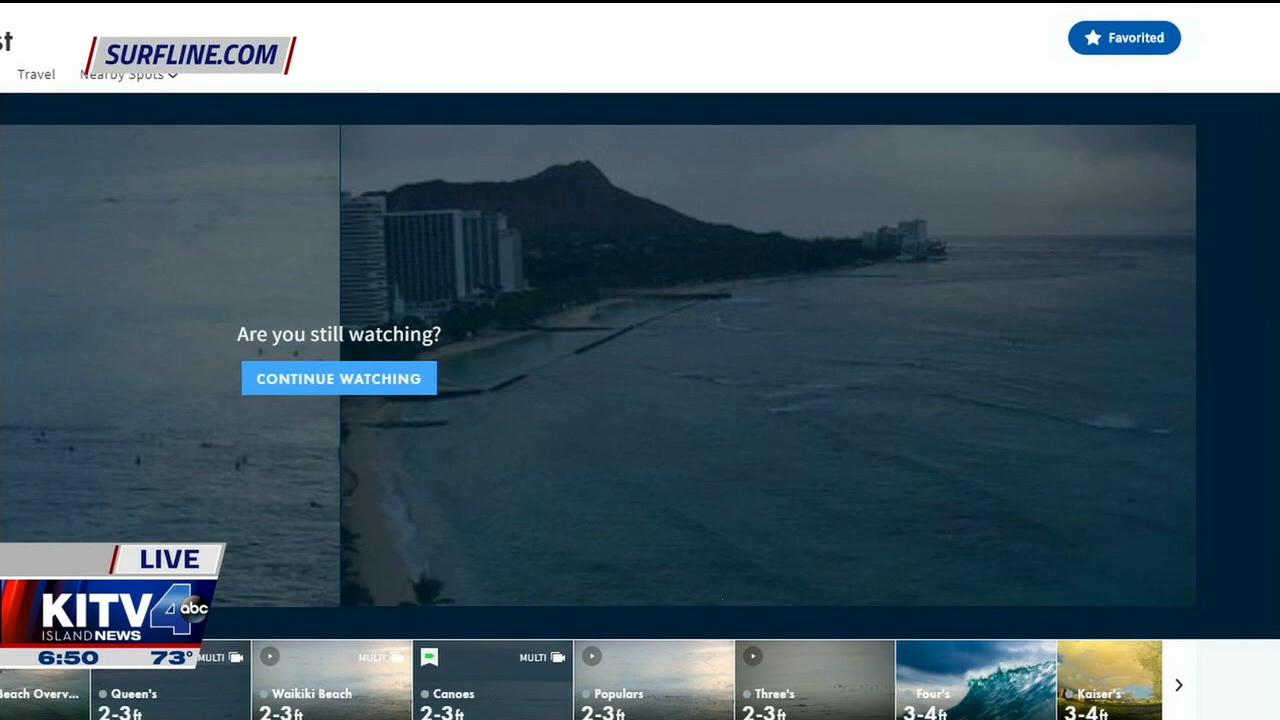 st
SURFLINE.COM
Favorited
Travel
Nearby Spots
Are you still watching?
CONTINUE WATCHING
LIVE
KITV 4 abc
ISLAND NEWS
6:50 73°
MULTI
MULTI
MULTI
Beach Overv...
Queen's
Waikiki Beach
Canoes
Populars
Three's
Four's
Kaiser's
2-3ft
2-3ft
2-3ft
2-3ft
2-3ft
3-4ft
3-4ft